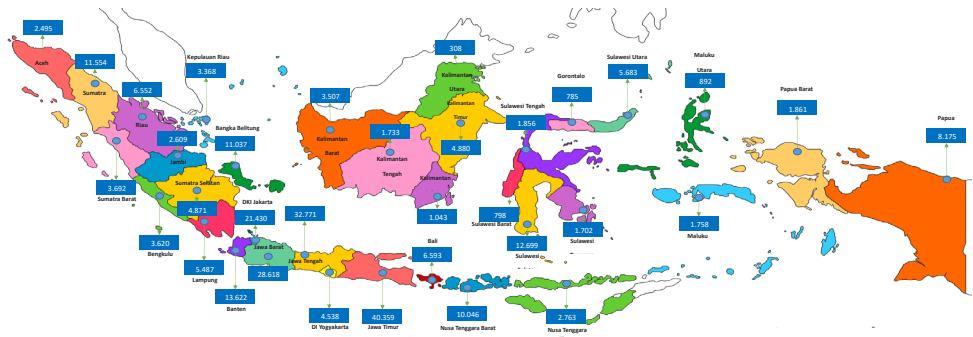 2.495
Aceh
11.554
Sumatra
6.552
Riau
Kepulauan Riau
3.368
2.609
Jambi
Bangka Belitung
11.037
3.692
Sumatra Barat
Sumatra Selatan
4.871
3.620
Bengkulu
5.487
Lampung
DKI Jakarta
21.430
13.622
Banten
Jawa Barat
28.618
32.771
Jawa Tengah
4.538
DI Yogyakarta
40.359
Jawa Timur
Bali
6.593
10.046
Nusa Tenggara Barat
2.763
Nusa Tenggara
308
Kalimantan
Utara
3.507
Kalimantan
Barat
1.733
Kalimantan
Tengah
Kalimantan
Timur
4.880
Kalimantan
1.043
Sulawesi Tengah
1.856
Gorontalo
785
Sulawesi Utara
5.683
798
Sulawesi Barat
12.699
Sulawesi
1.702
Sulawesi
Maluku
Utara
892
1.758
Maluku
Papua Barat
1.861
Papua
8.175